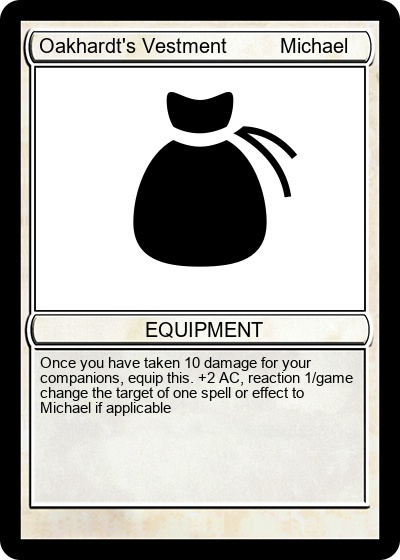 Oakhardt's Vestment Michael
EQUIPMENT
Once you have taken 10 damage for your
companions, equip this. +2 AC, reaction 1/game
change the target of one spell or effect to
Michael if applicable